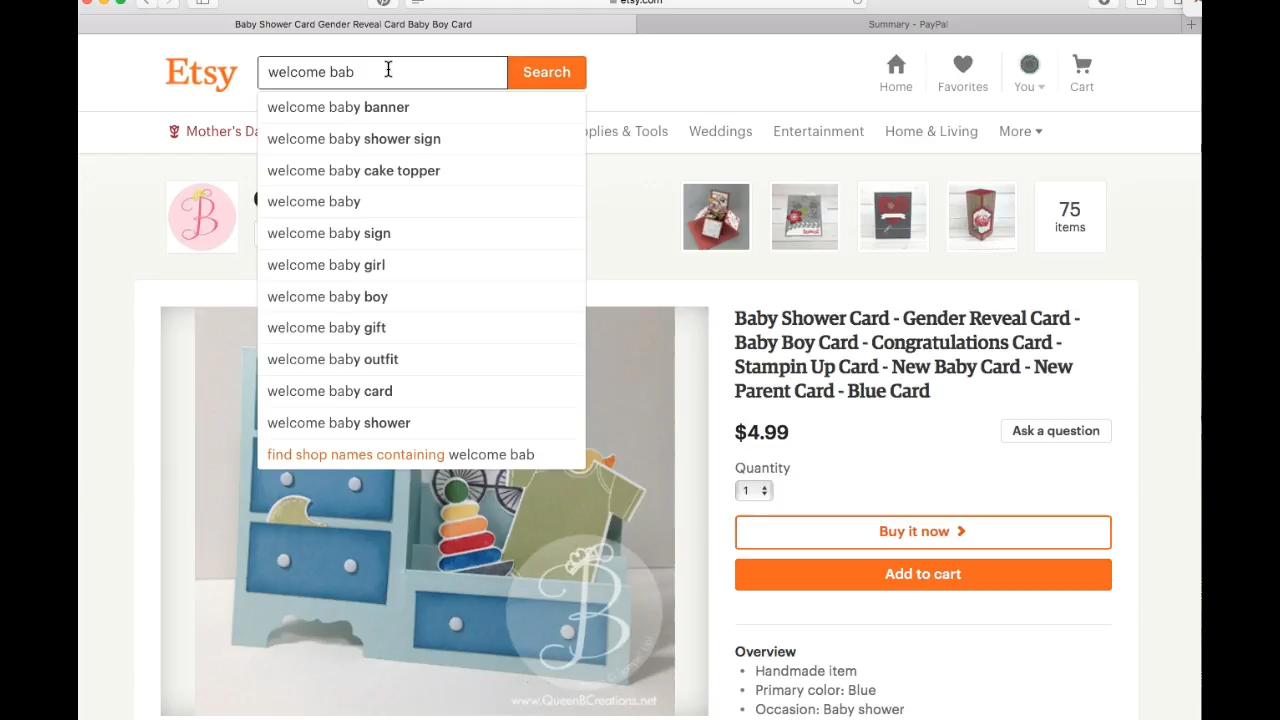 etsy.com
Baby Shower Card Gender Reveal Card Baby Boy Card
Summary - PayPal
Etsy
welcome bab
Search
Home
Favorites
You
Cart
Mother's Da
plies & Tools
Weddings
Entertainment
Home & Living
More
welcome baby banner
welcome baby shower sign
welcome baby cake topper
welcome baby
welcome baby sign
welcome baby girl
welcome baby boy
welcome baby gift
welcome baby outfit
welcome baby card
welcome baby shower
find shop names containing welcome bab
B
75
items
Baby Shower Card - Gender Reveal Card -
Baby Boy Card - Congratulations Card -
Stampin Up Card - New Baby Card - New
Parent Card - Blue Card
$4.99
Ask a question
Quantity
1
Buy it now
Add to cart
B
www.QueenBCreations.net
Overview
• Handmade item
• Primary color: Blue
• Occasion: Baby shower